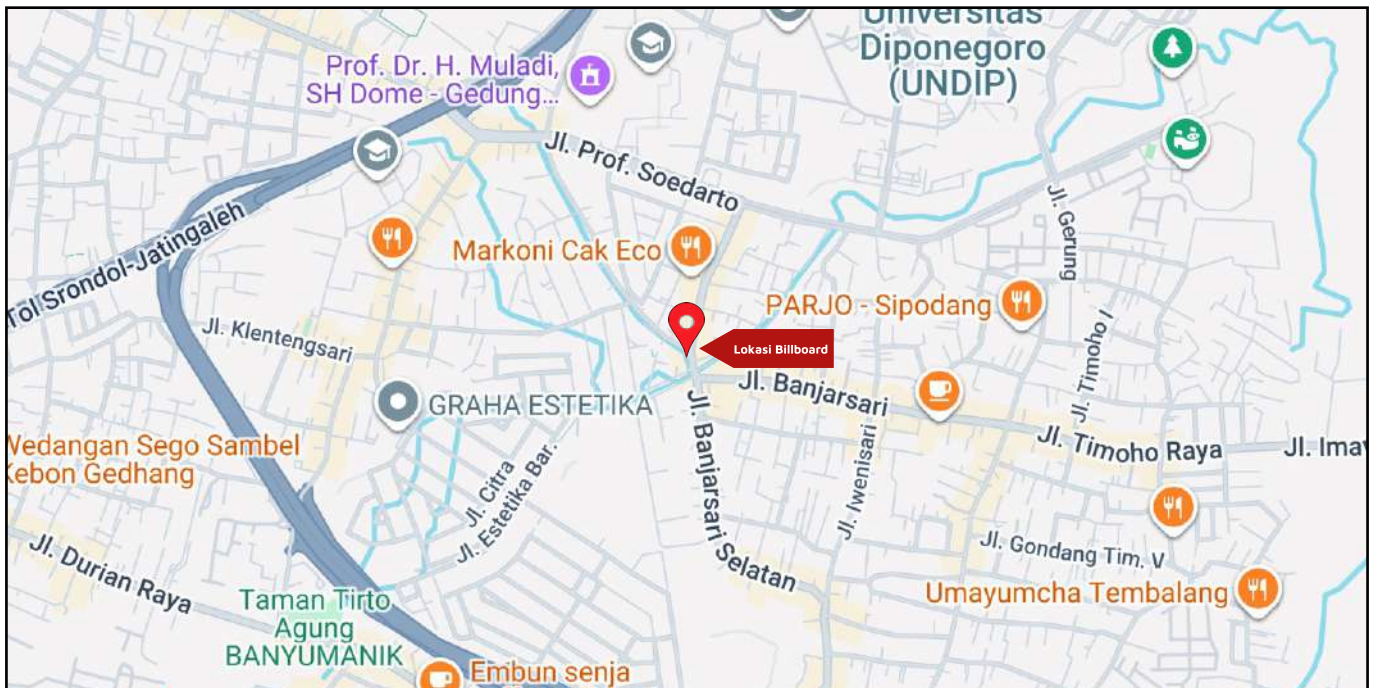 Universitas
Diponegoro
(UNDIP)
Prof. Dr. H. Muladi,
SH Dome - Gedung...
Jl. Prof. Soedarto
Jl. Gerung
Tol Srondol-Jatingaleh
Markoni Cak Eco
PARJO - Sipodang
Jl. Klentengsari
Lokasi Billboard
Jl. Timoho I
Jl. Banjarsari
GRAHA ESTETIKA
Jl. Timoho Raya
Jl. Ima
Wedangan Sego Sambel
Kebon Gedhang
Jl. Citra
Jl. Estetika Bar.
Jl. Banjarsari Selatan
Jl. Iwenisari
Jl. Gondang Tim. V
Jl. Durian Raya
Umayumcha Tembalang
Taman Tirto
Agung
BANYUMANIK
Embun senja